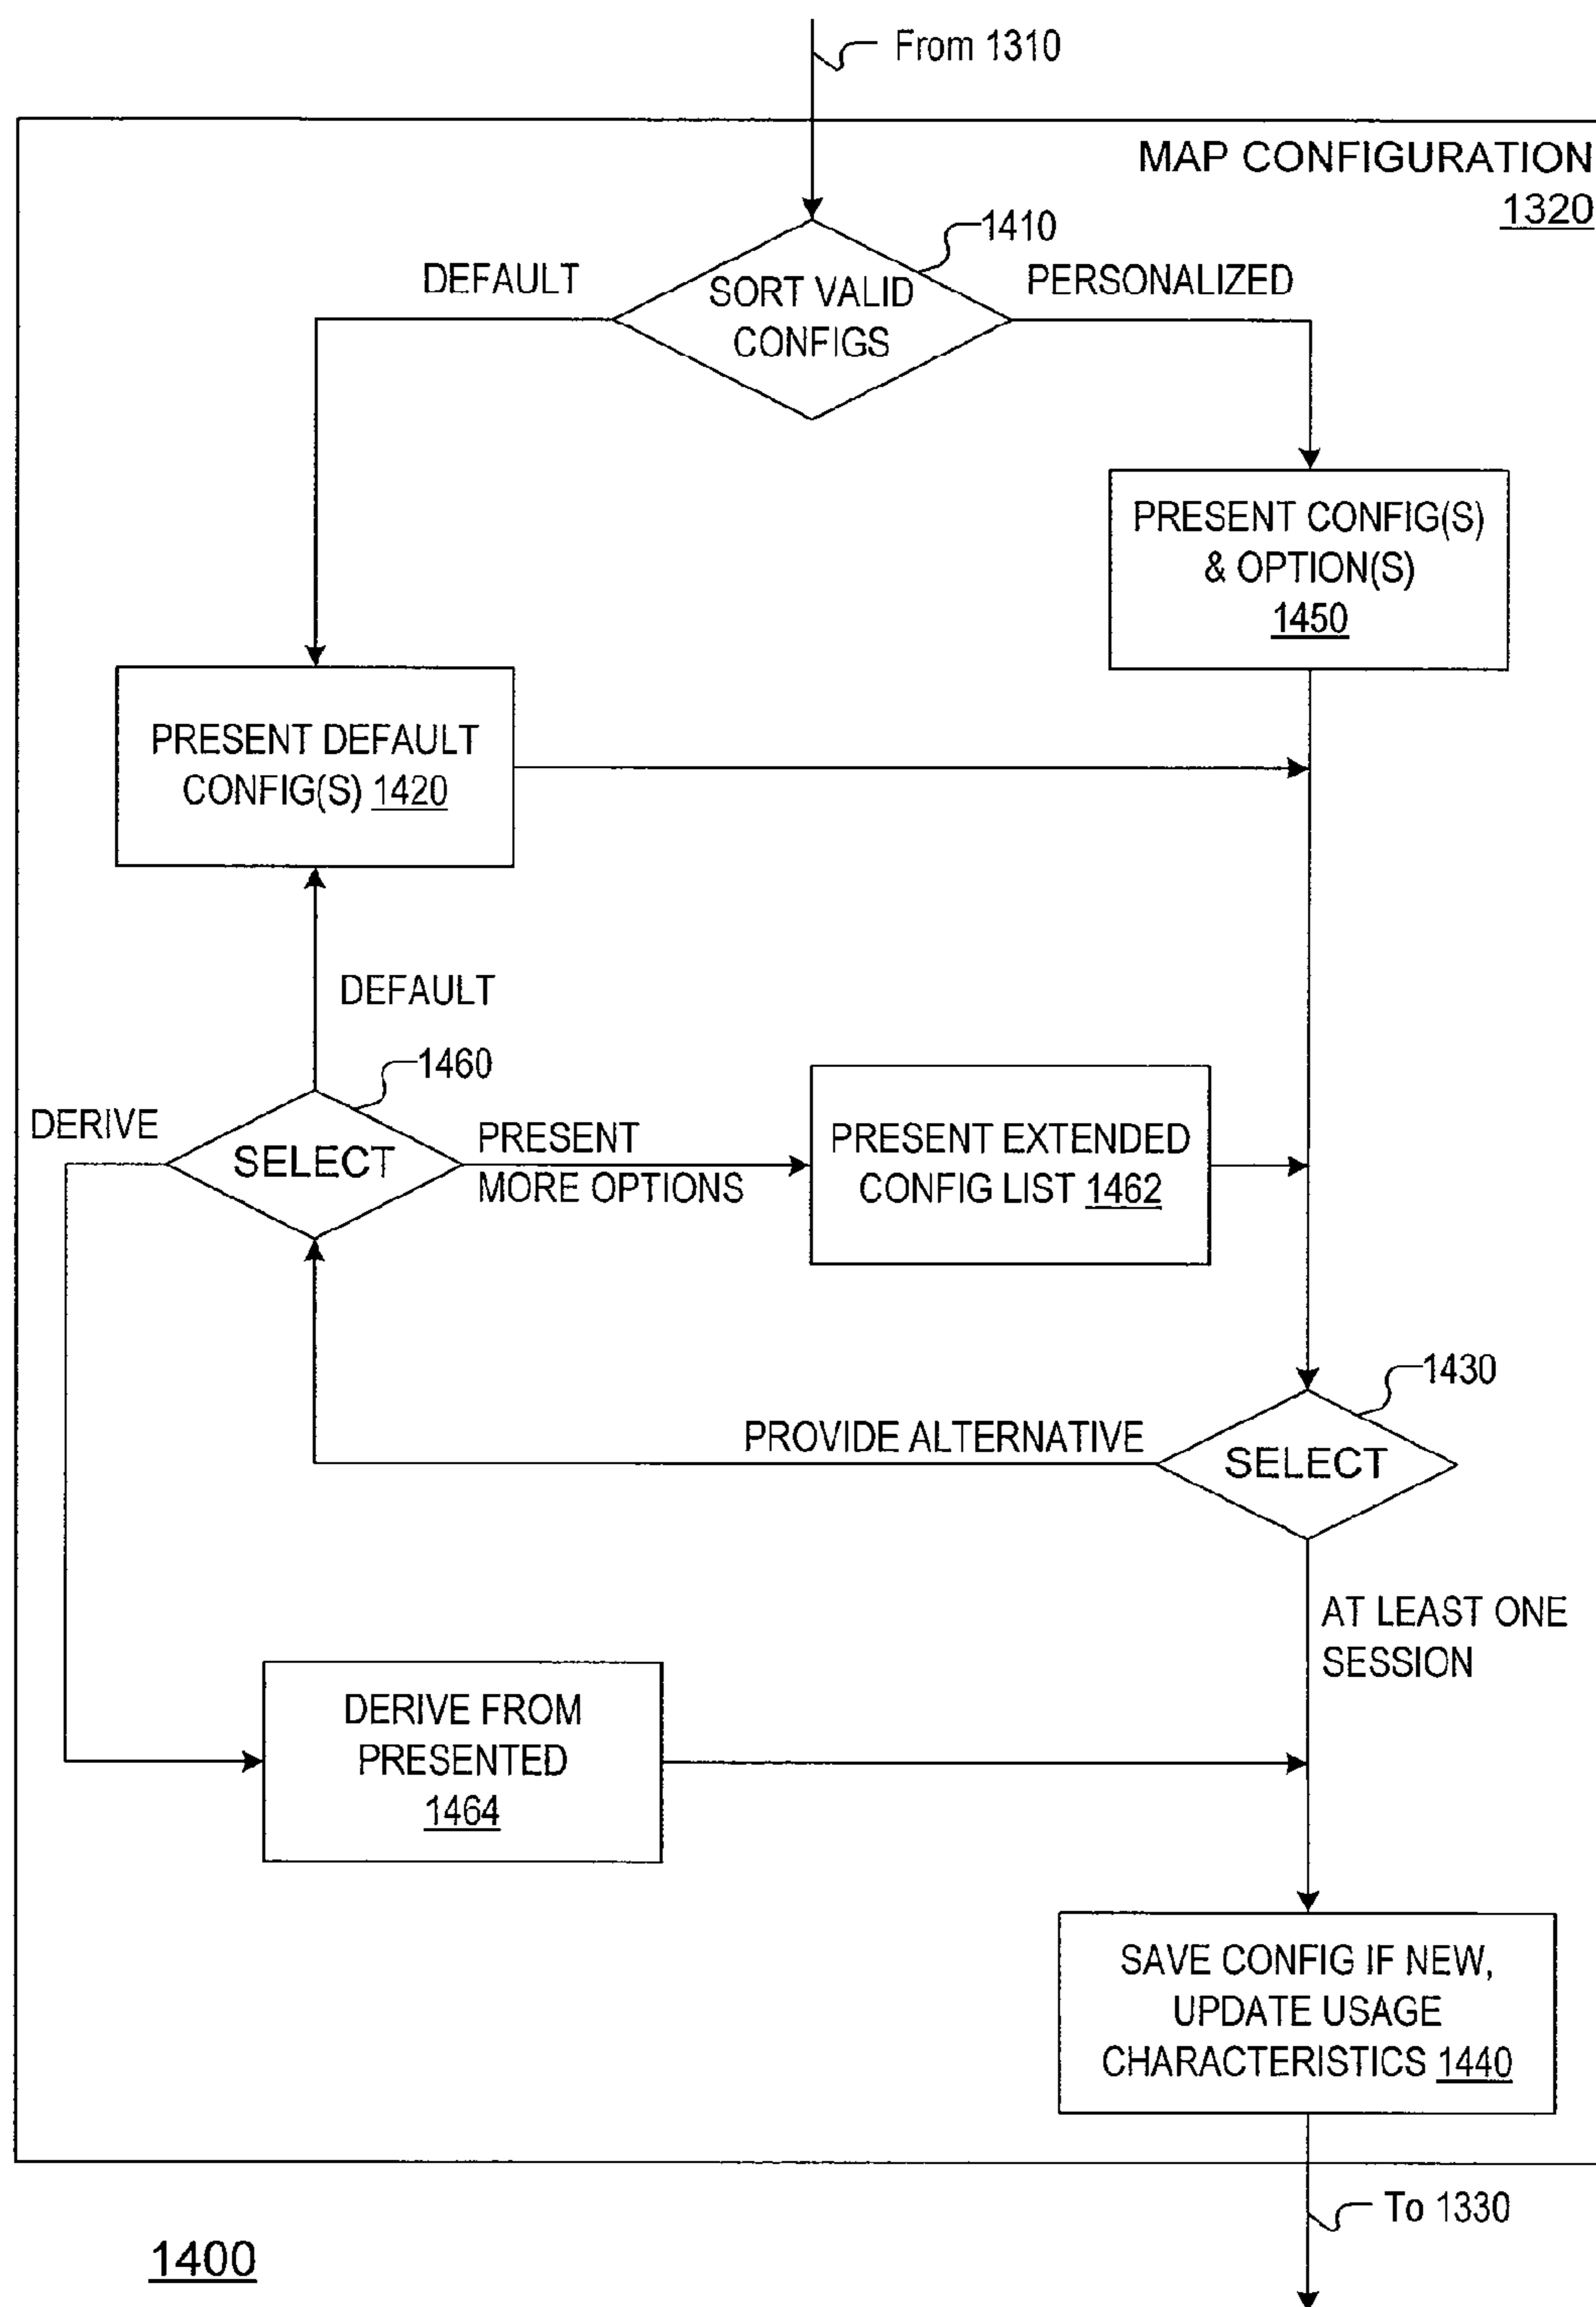 From 1310
MAP CONFIGURATION
1320
1410
DEFAULT
SORT VALID
CONFIGS
PERSONALIZED
PRESENT CONFIG(S)
& OPTION(S)
1450
PRESENT DEFAULT
CONFIG(S) 1420
DEFAULT
1460
DERIVE
SELECT
PRESENT
MORE OPTIONS
PRESENT EXTENDED
CONFIG LIST 1462
1430
PROVIDE ALTERNATIVE
SELECT
AT LEAST ONE
SESSION
DERIVE FROM
PRESENTED
1464
SAVE CONFIG IF NEW,
UPDATE USAGE
CHARACTERISTICS 1440
To 1330
1400